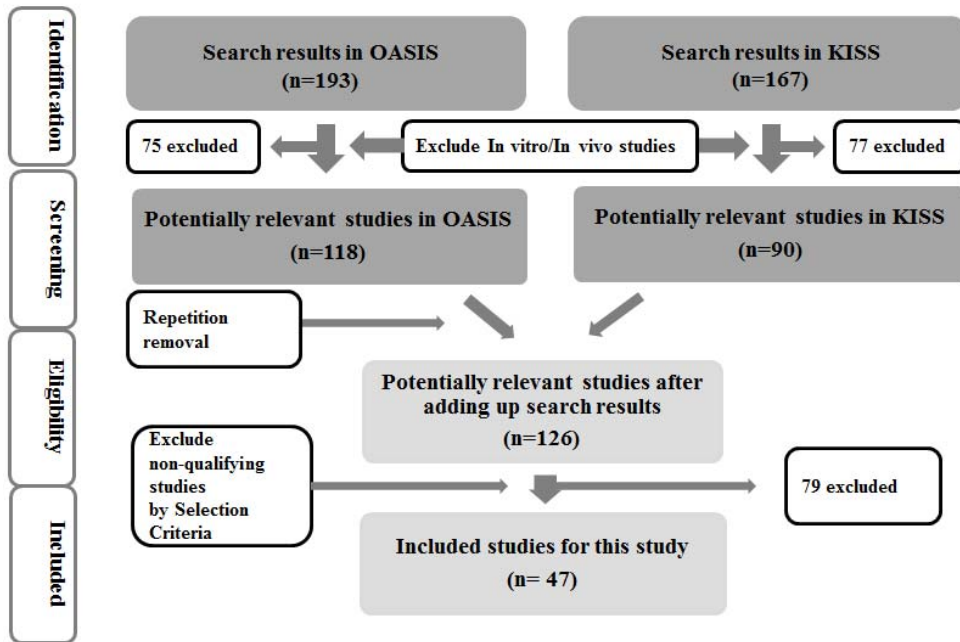 Identification
Search results in OASIS
(n=193)
Search results in KISS
(n=167)
75 excluded
Exclude In vitro/In vivo studies
77 excluded
Screening
Potentially relevant studies in OASIS
(n=118)
Potentially relevant studies in KISS
(n=90)
Repetition
removal
Eligibility
Potentially relevant studies after
adding up search results
(n=126)
Exclude
non-qualifying
studies
by Selection
Criteria
79 excluded
Included
Included studies for this study
(n= 47)